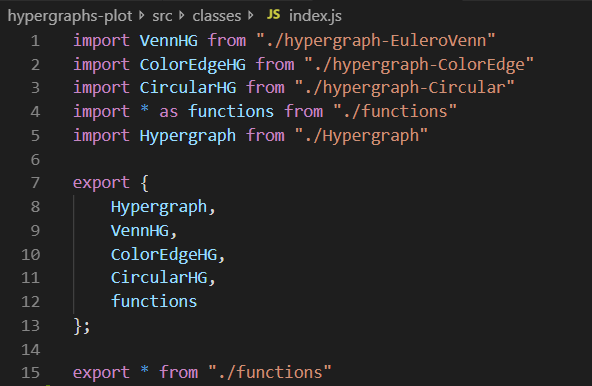 hypergraphs-plot › src › classes › JS index.js
1 import VennHG from "./hypergraph-EuleroVenn"
2 import ColorEdgeHG from "./hypergraph-ColorEdge"
3 import CircularHG from "./hypergraph-Circular"
4 import * as functions from "./functions"
5 import Hypergraph from "./Hypergraph"
6
7 export {
8     Hypergraph,
9     VennHG,
10     ColorEdgeHG,
11     CircularHG,
12     functions
13 };
14
15 export * from "./functions"